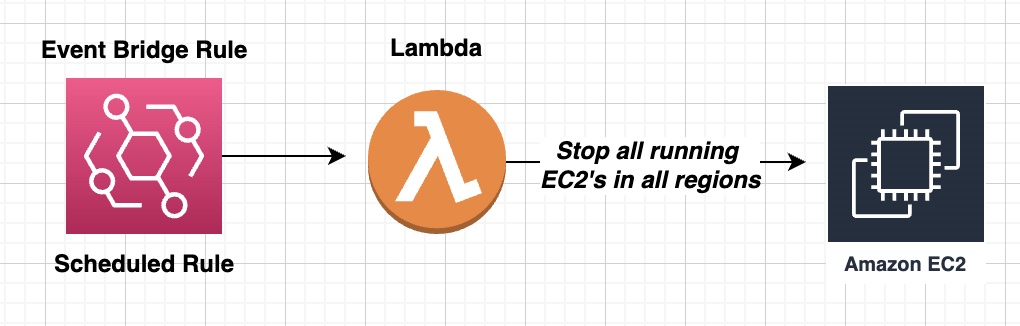 Event Bridge Rule
Scheduled Rule
Lambda
Stop all running
EC2's in all regions
Amazon EC2